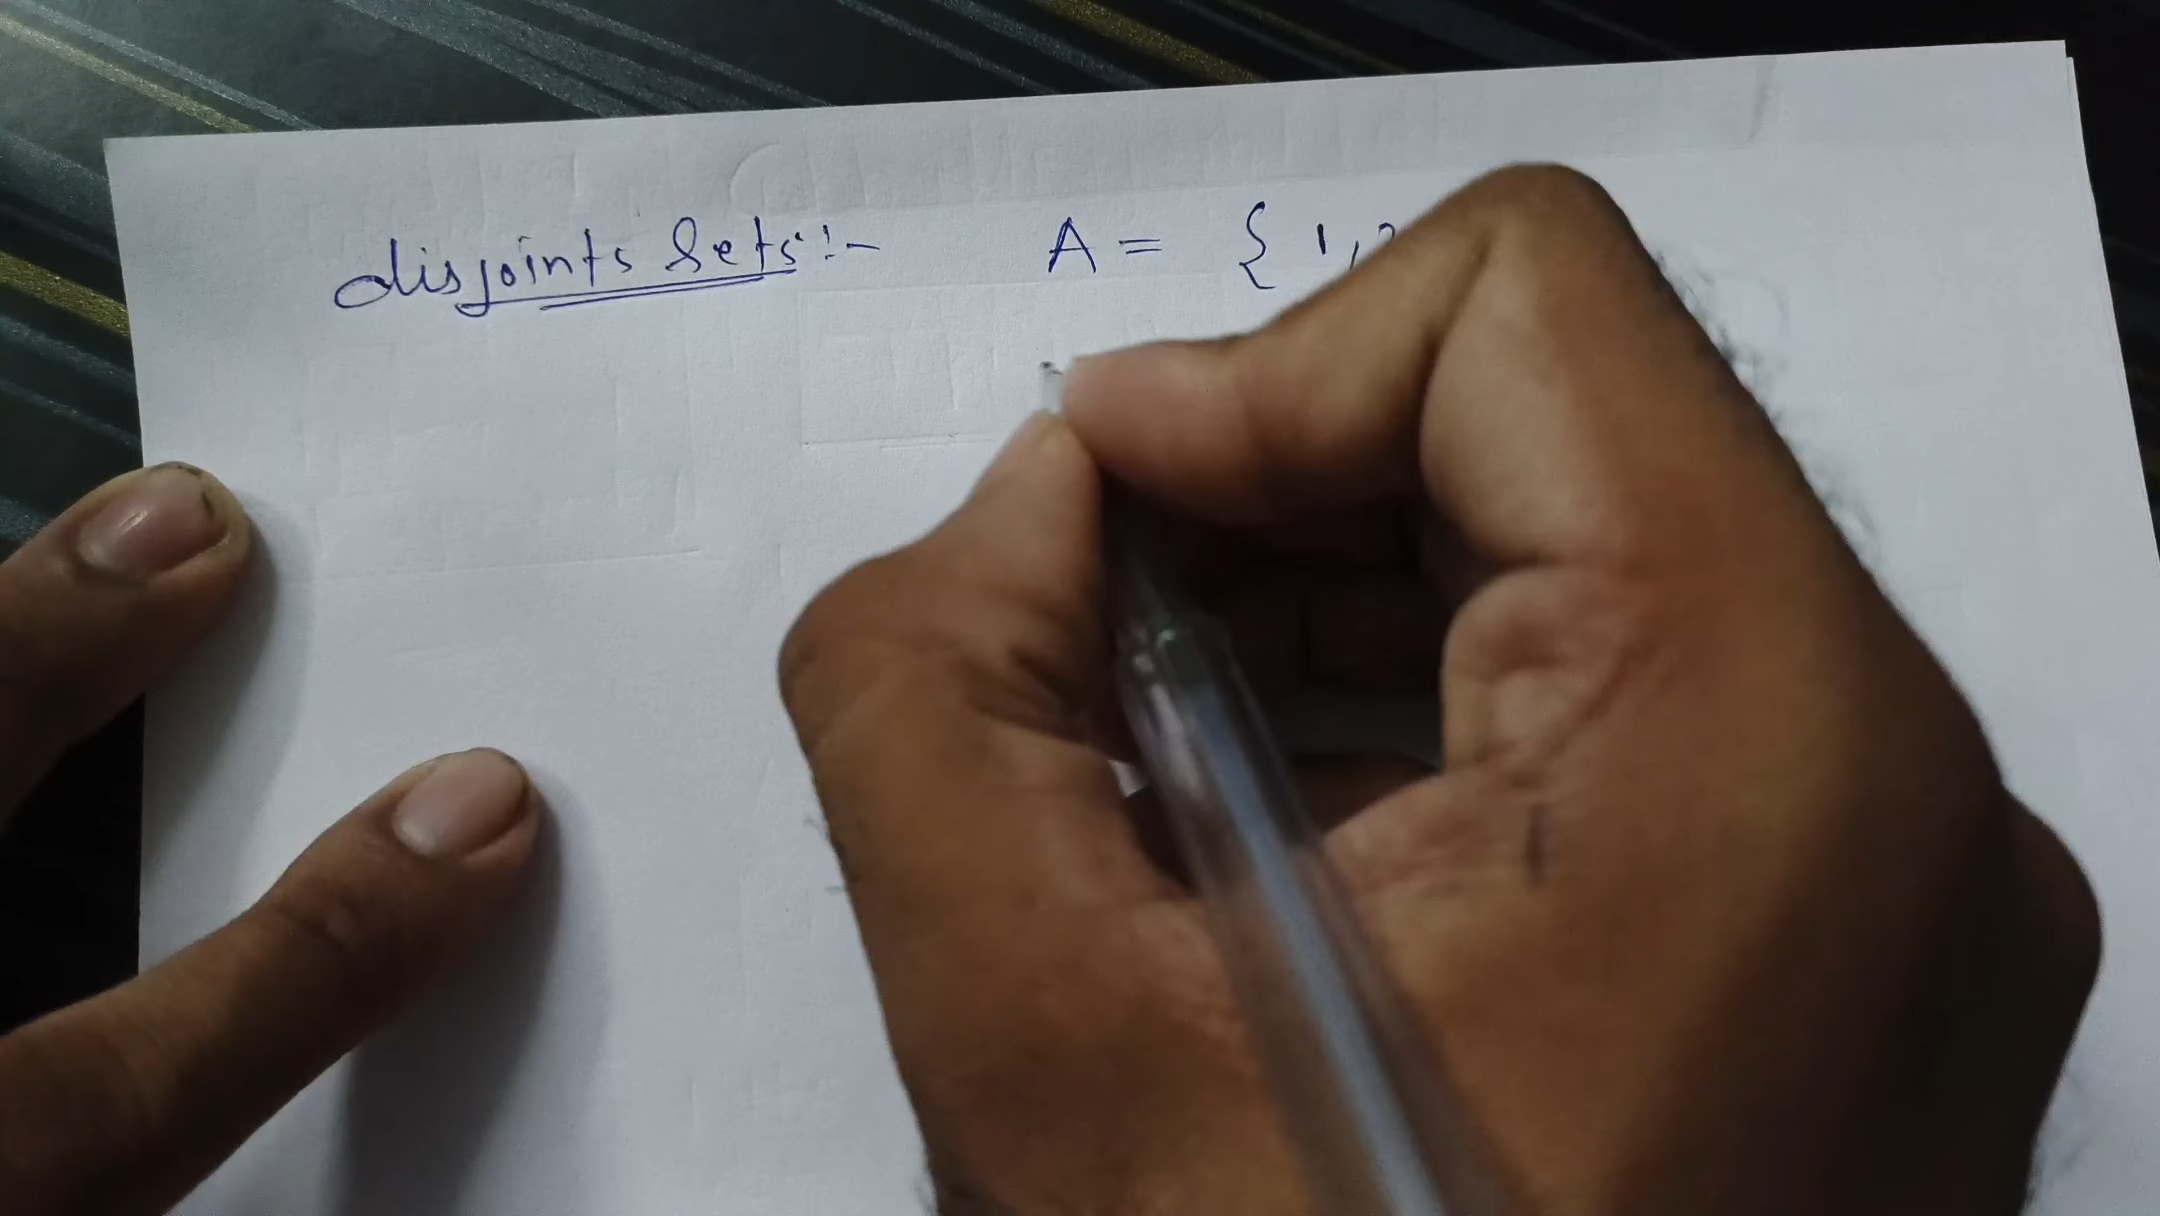 disjoints Sets:- A = { 1,